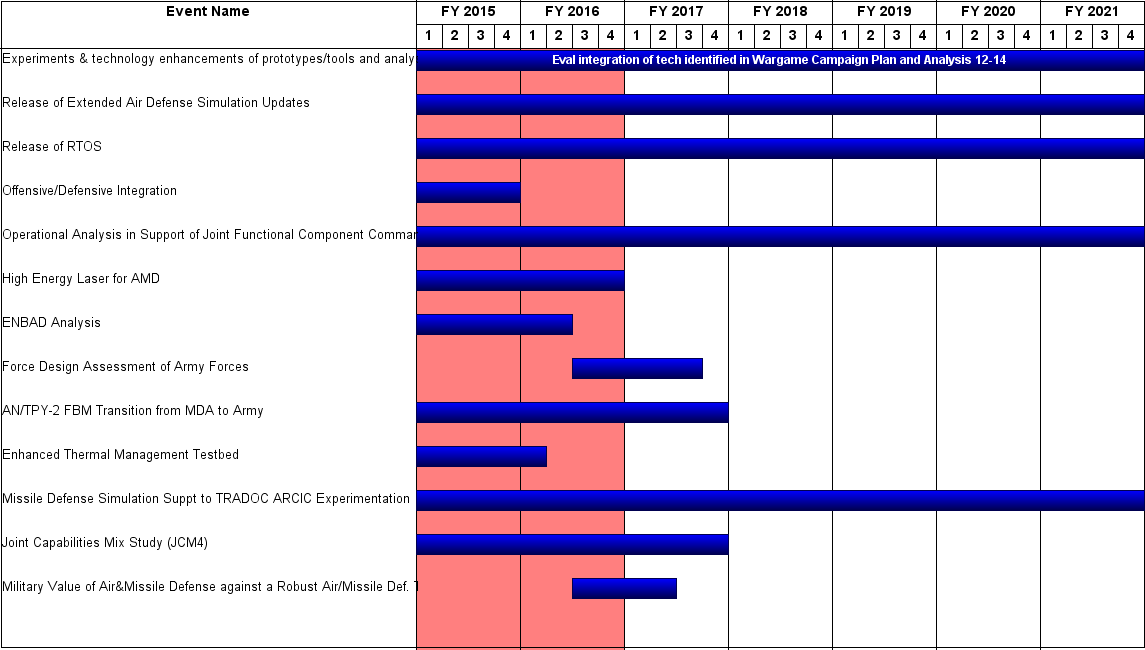 Event Name FY 2015 FY 2016 FY 2017 FY 2018 FY 2019 FY 2020 FY 2021
1 2 3 4 1 2 3 4 1 2 3 4 1 2 3 4 1 2 3 4 1 2 3 4 1 2 3 4
Experiments & technology enhancements of prototypes/tools and analy Eval integration of tech identified in Wargame Campaign Plan and Analysis 12-14
Release of Extended Air Defense Simulation Updates
Release of RTOS
Offensive/Defensive Integration
Operational Analysis in Support of Joint Functional Component Comma
High Energy Laser for AMD
ENBAD Analysis
Force Design Assessment of Army Forces
AN/TPY-2 FBM Transition from MDA to Army
Enhanced Thermal Management Testbed
Missile Defense Simulation Suppt to TRADOC ARCIC Experimentation
Joint Capabilities Mix Study (JCM4)
Military Value of Air&Missile Defense against a Robust Air/Missile Def.